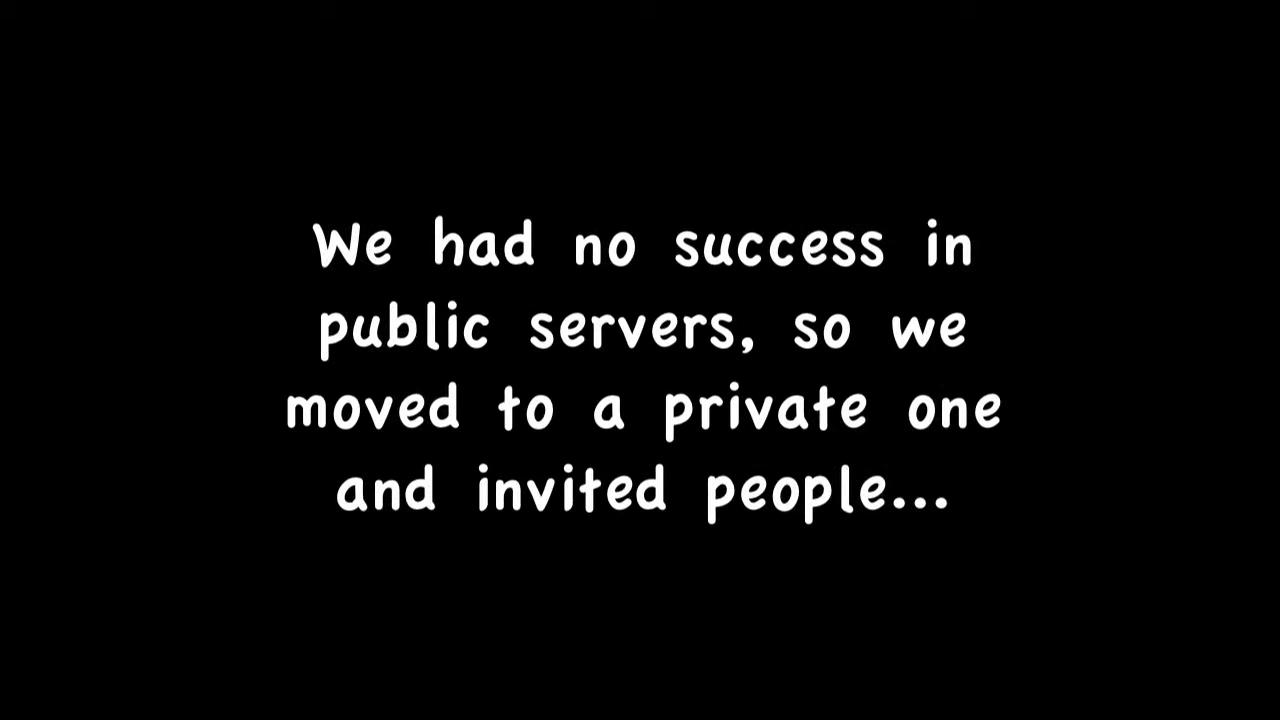 We had no success in
public servers, so we
moved to a private one
and invited people...